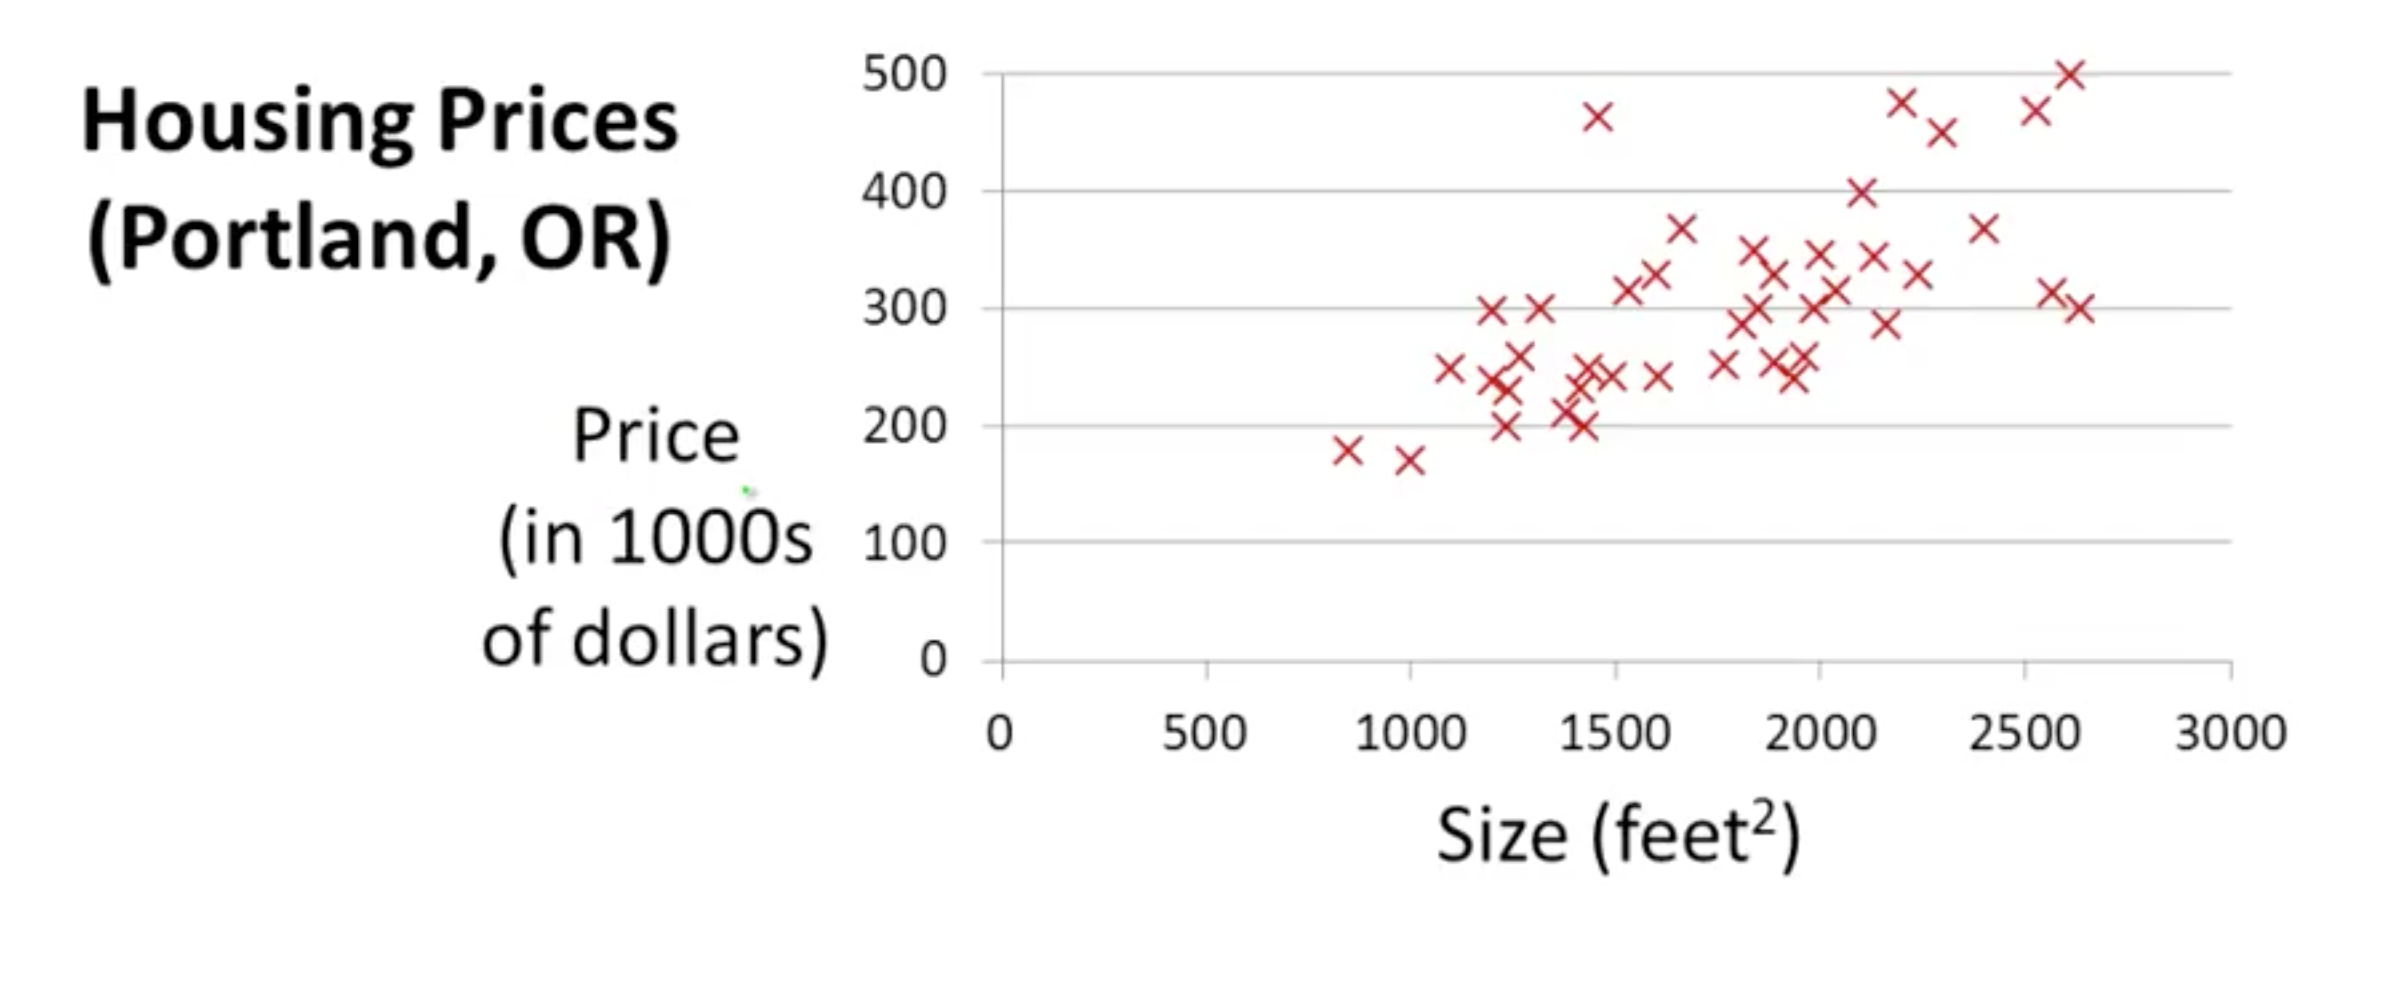 Housing Prices
(Portland, OR)
Price
(in 1000s
of dollars)
500
400
300
200
100
0
0 500 1000 1500 2000 2500 3000
Size (feet²)